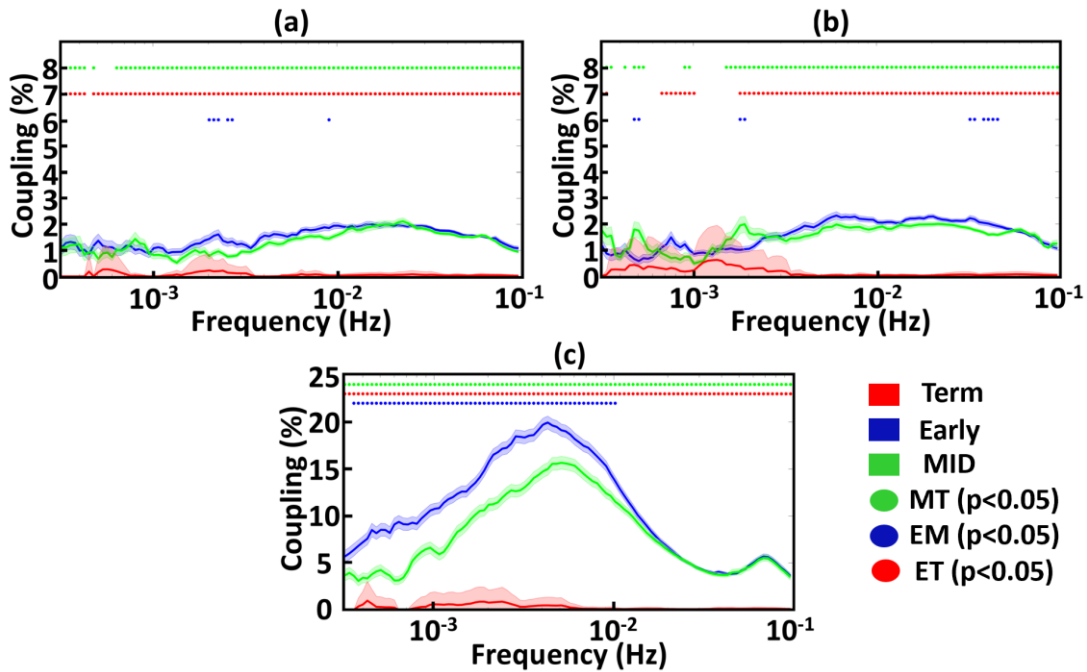 (a)
Coupling (%)
8
7
6
5
4
3
2
1
0
10⁻³
10⁻²
10⁻¹
Frequency (Hz)
(b)
Coupling (%)
8
7
6
5
4
3
2
1
0
10⁻³
10⁻²
10⁻¹
Frequency (Hz)
(c)
Coupling (%)
25
20
15
10
5
0
10⁻³
10⁻²
10⁻¹
Frequency (Hz)
Term
Early
MID
MT (p<0.05)
EM (p<0.05)
ET (p<0.05)